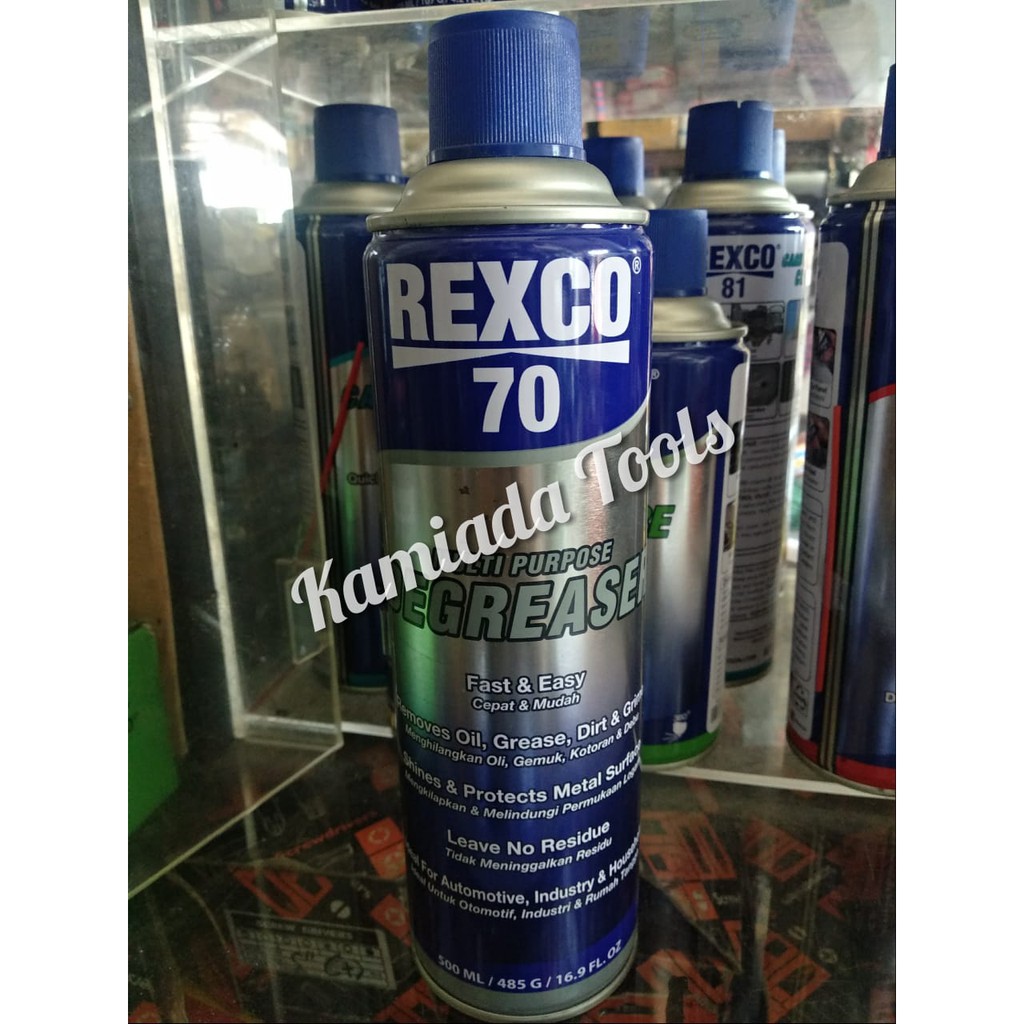 REXCO®
70
Kamiada Tools
MULTI PURPOSE
DEGREASER
Fast & Easy
Cepat & Mudah
Removes Oil, Grease, Dirt & Grime
Menghilangkan Oli, Gemuk, Kotoran & Debu
Shines & Protects Metal Surface
Mengkilapkan & Melindungi Permukaan Logam
Leave No Residue
Tidak Meninggalkan Residu
Ideal For Automotive, Industry & Household
Ideal Untuk Otomotif, Industri & Rumah Tangga
500 ML / 485 G / 16.9 FL. OZ
EXCO®
81